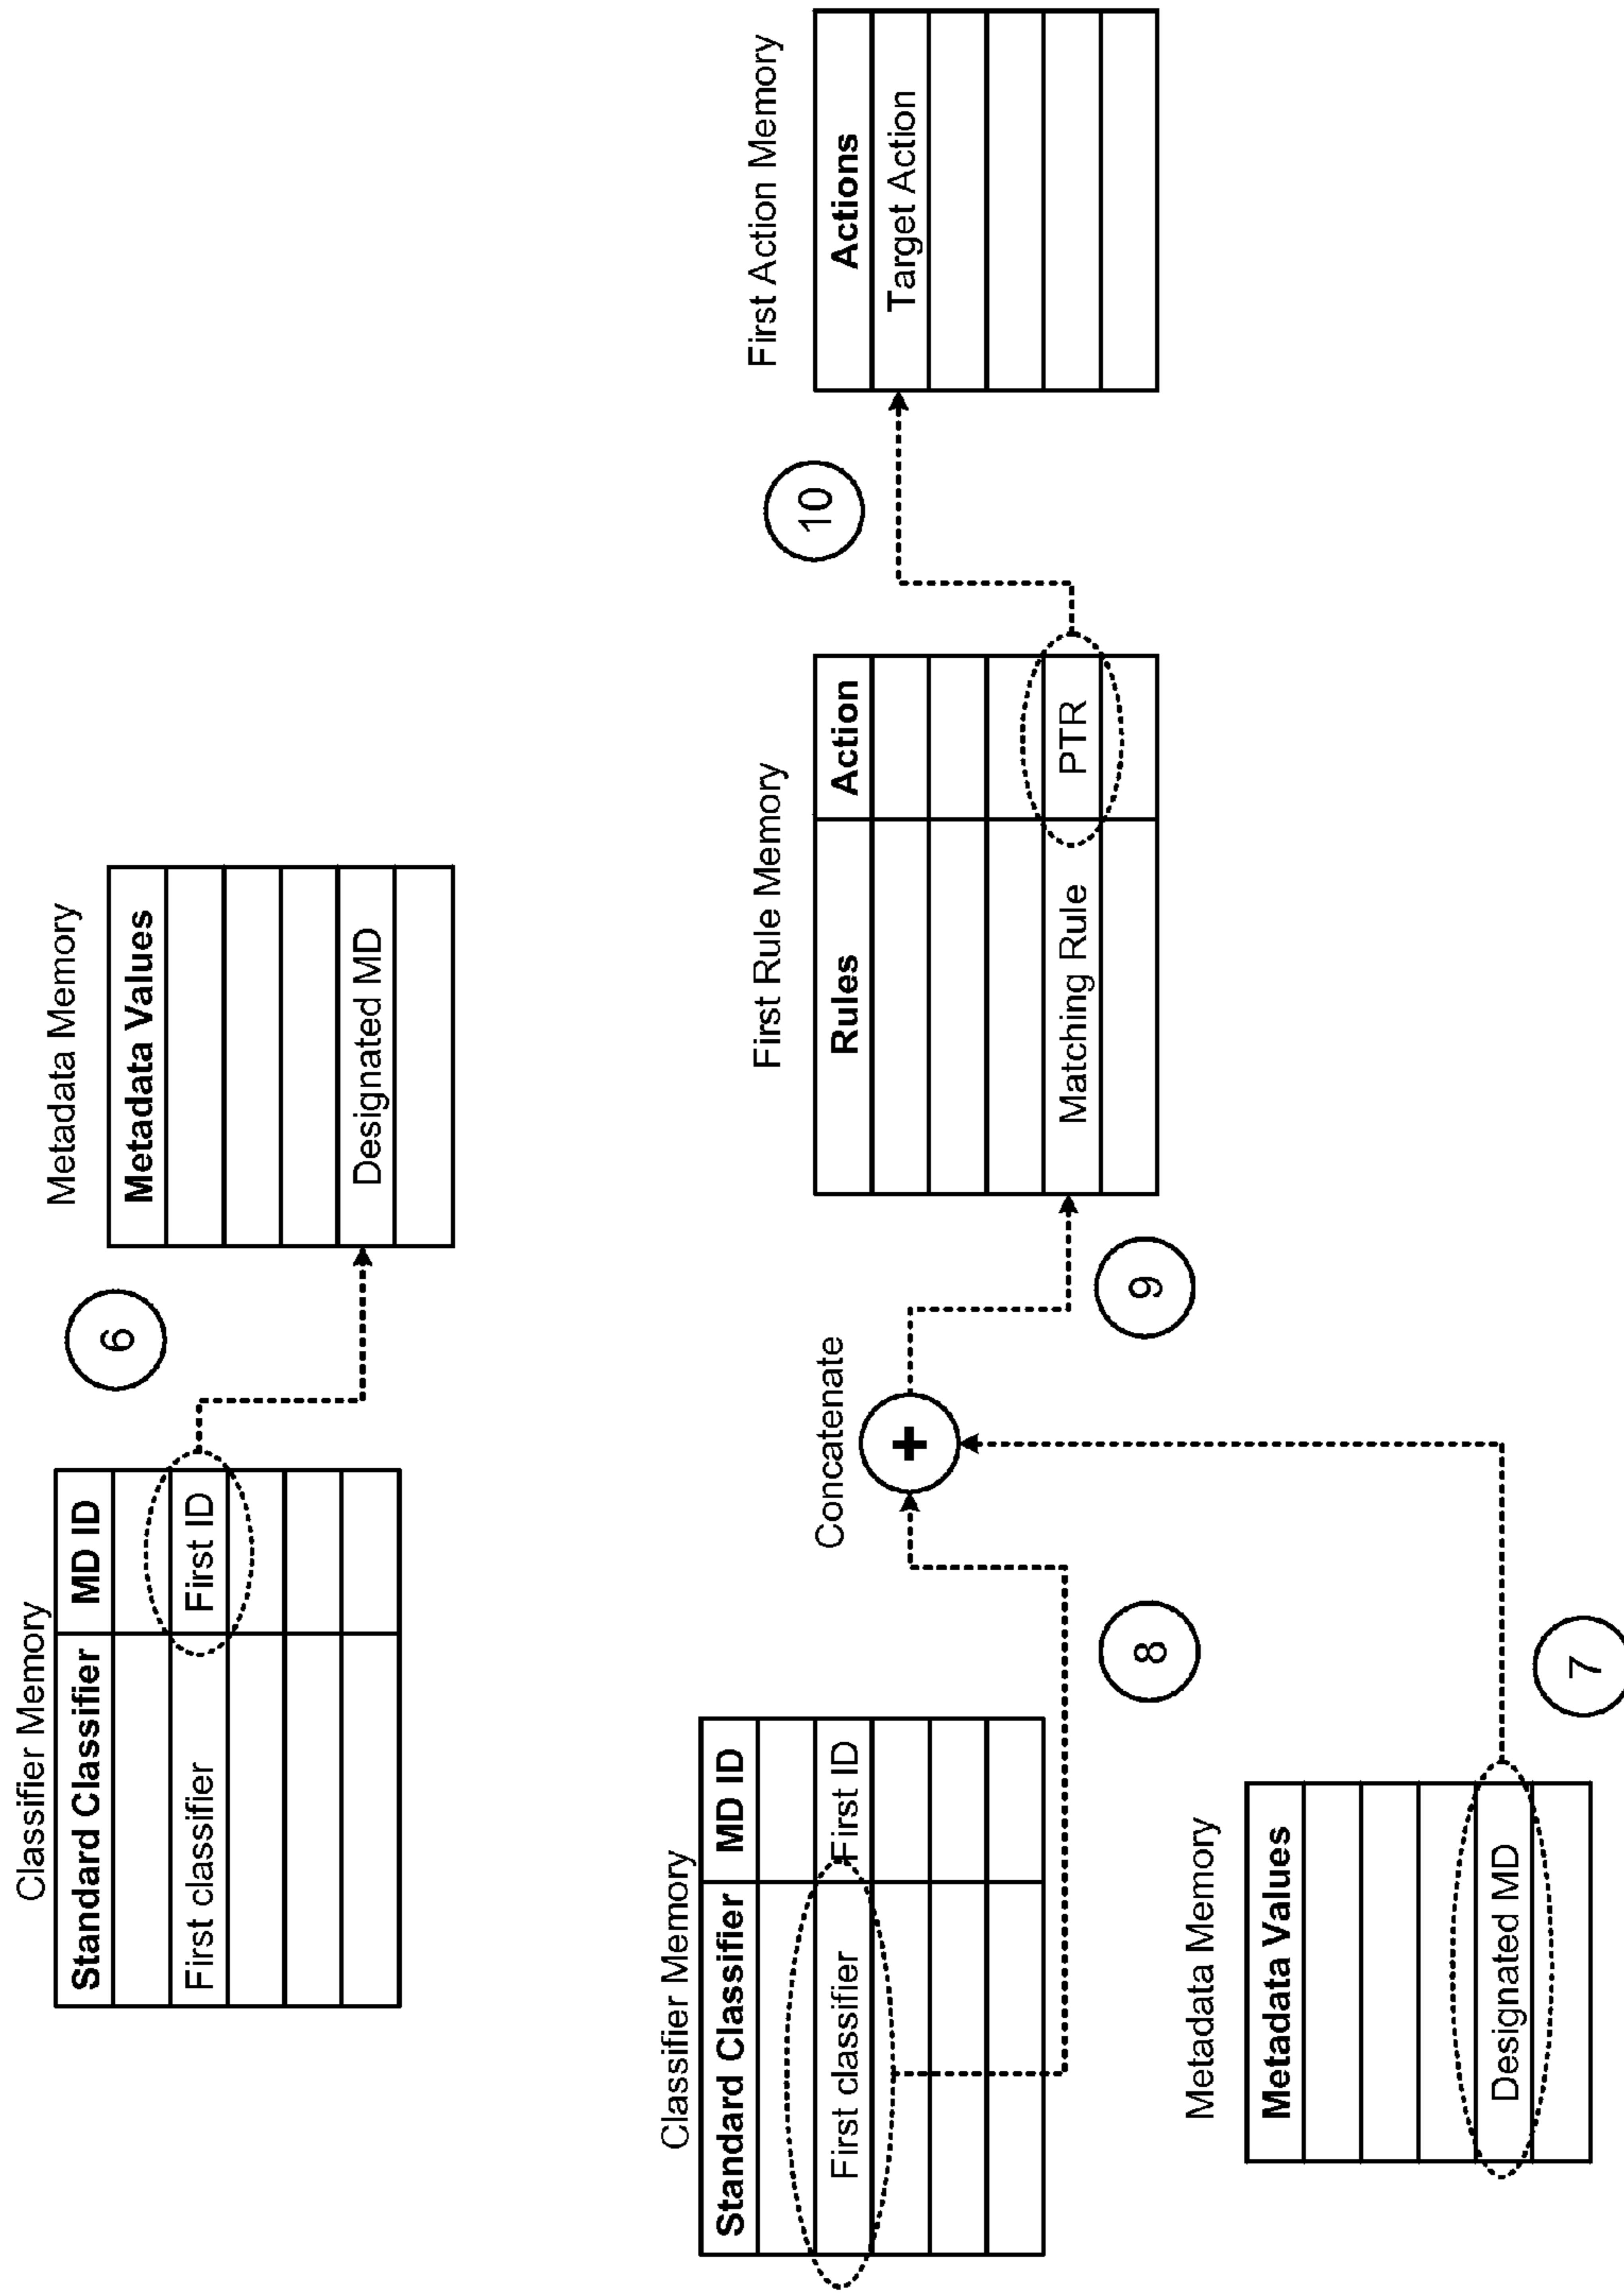 Classifier Memory
Standard Classifier MD ID
First classifier First ID
6
Metadata Memory
Metadata Values
Designated MD
Classifier Memory
Standard Classifier MD ID
First classifier First ID
8
Metadata Memory
Metadata Values
Designated MD
7
Concatenate
+
9
First Rule Memory
Rules Action
Matching Rule PTR
10
First Action Memory
Actions
Target Action